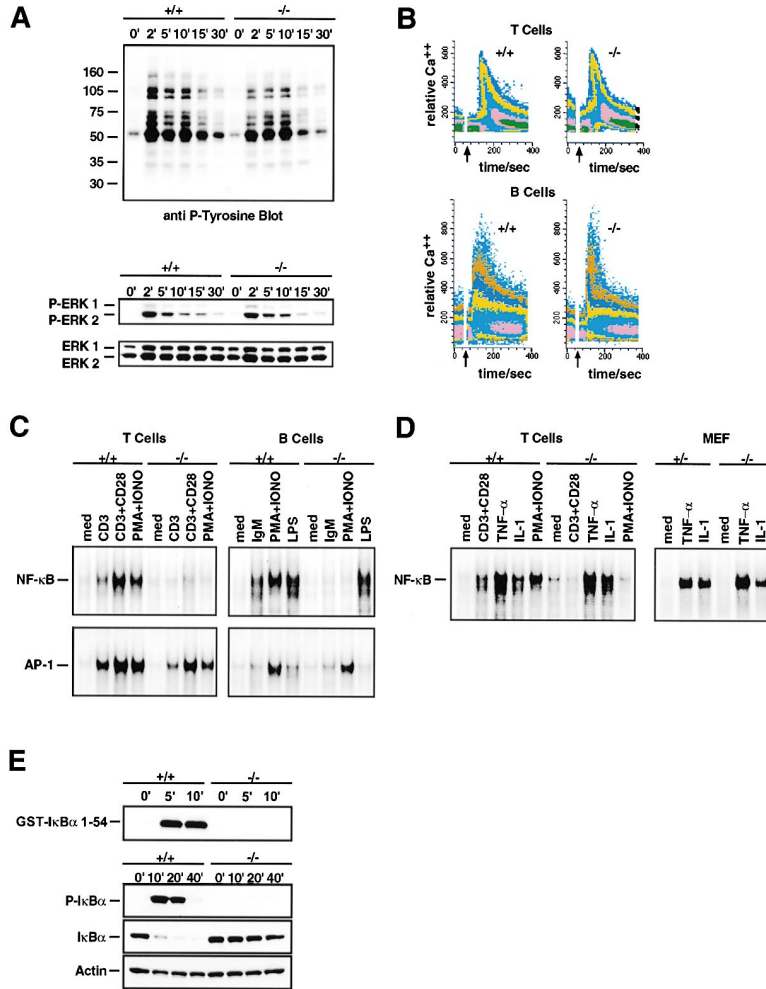 A
+/+ -/-
0' 2' 5' 10' 15' 30' 0' 2' 5' 10' 15' 30'
160
105
75
50
35
30
anti P-Tyrosine Blot
+/+ -/-
0' 2' 5' 10' 15' 30' 0' 2' 5' 10' 15' 30'
P-ERK 1
P-ERK 2
ERK 1
ERK 2
B
T Cells
relative Ca++
600
400
200
+/+
-/-
0 200 400 0 200 400
time/sec time/sec
B Cells
relative Ca++
800
600
400
200
+/+
-/-
0 200 400 0 200 400
time/sec time/sec
C
T Cells B Cells
+/+ -/- +/+ -/-
med CD3 CD3+CD28 PMA+IONO med CD3 CD3+CD28 PMA+IONO med IgM PMA+IONO LPS med IgM PMA+IONO LPS
NF-κB
AP-1
D
T Cells MEF
+/+ -/- +/- -/-
med CD3+CD28 TNF-α IL-1 PMA+IONO med CD3+CD28 TNF-α IL-1 PMA+IONO med TNF-α IL-1 med TNF-α IL-1
NF-κB
E
+/+ -/-
0' 5' 10' 0' 5' 10'
GST-IκBα 1-54
+/+ -/-
0' 10' 20' 40' 0' 10' 20' 40'
P-IκBα
IκBα
Actin